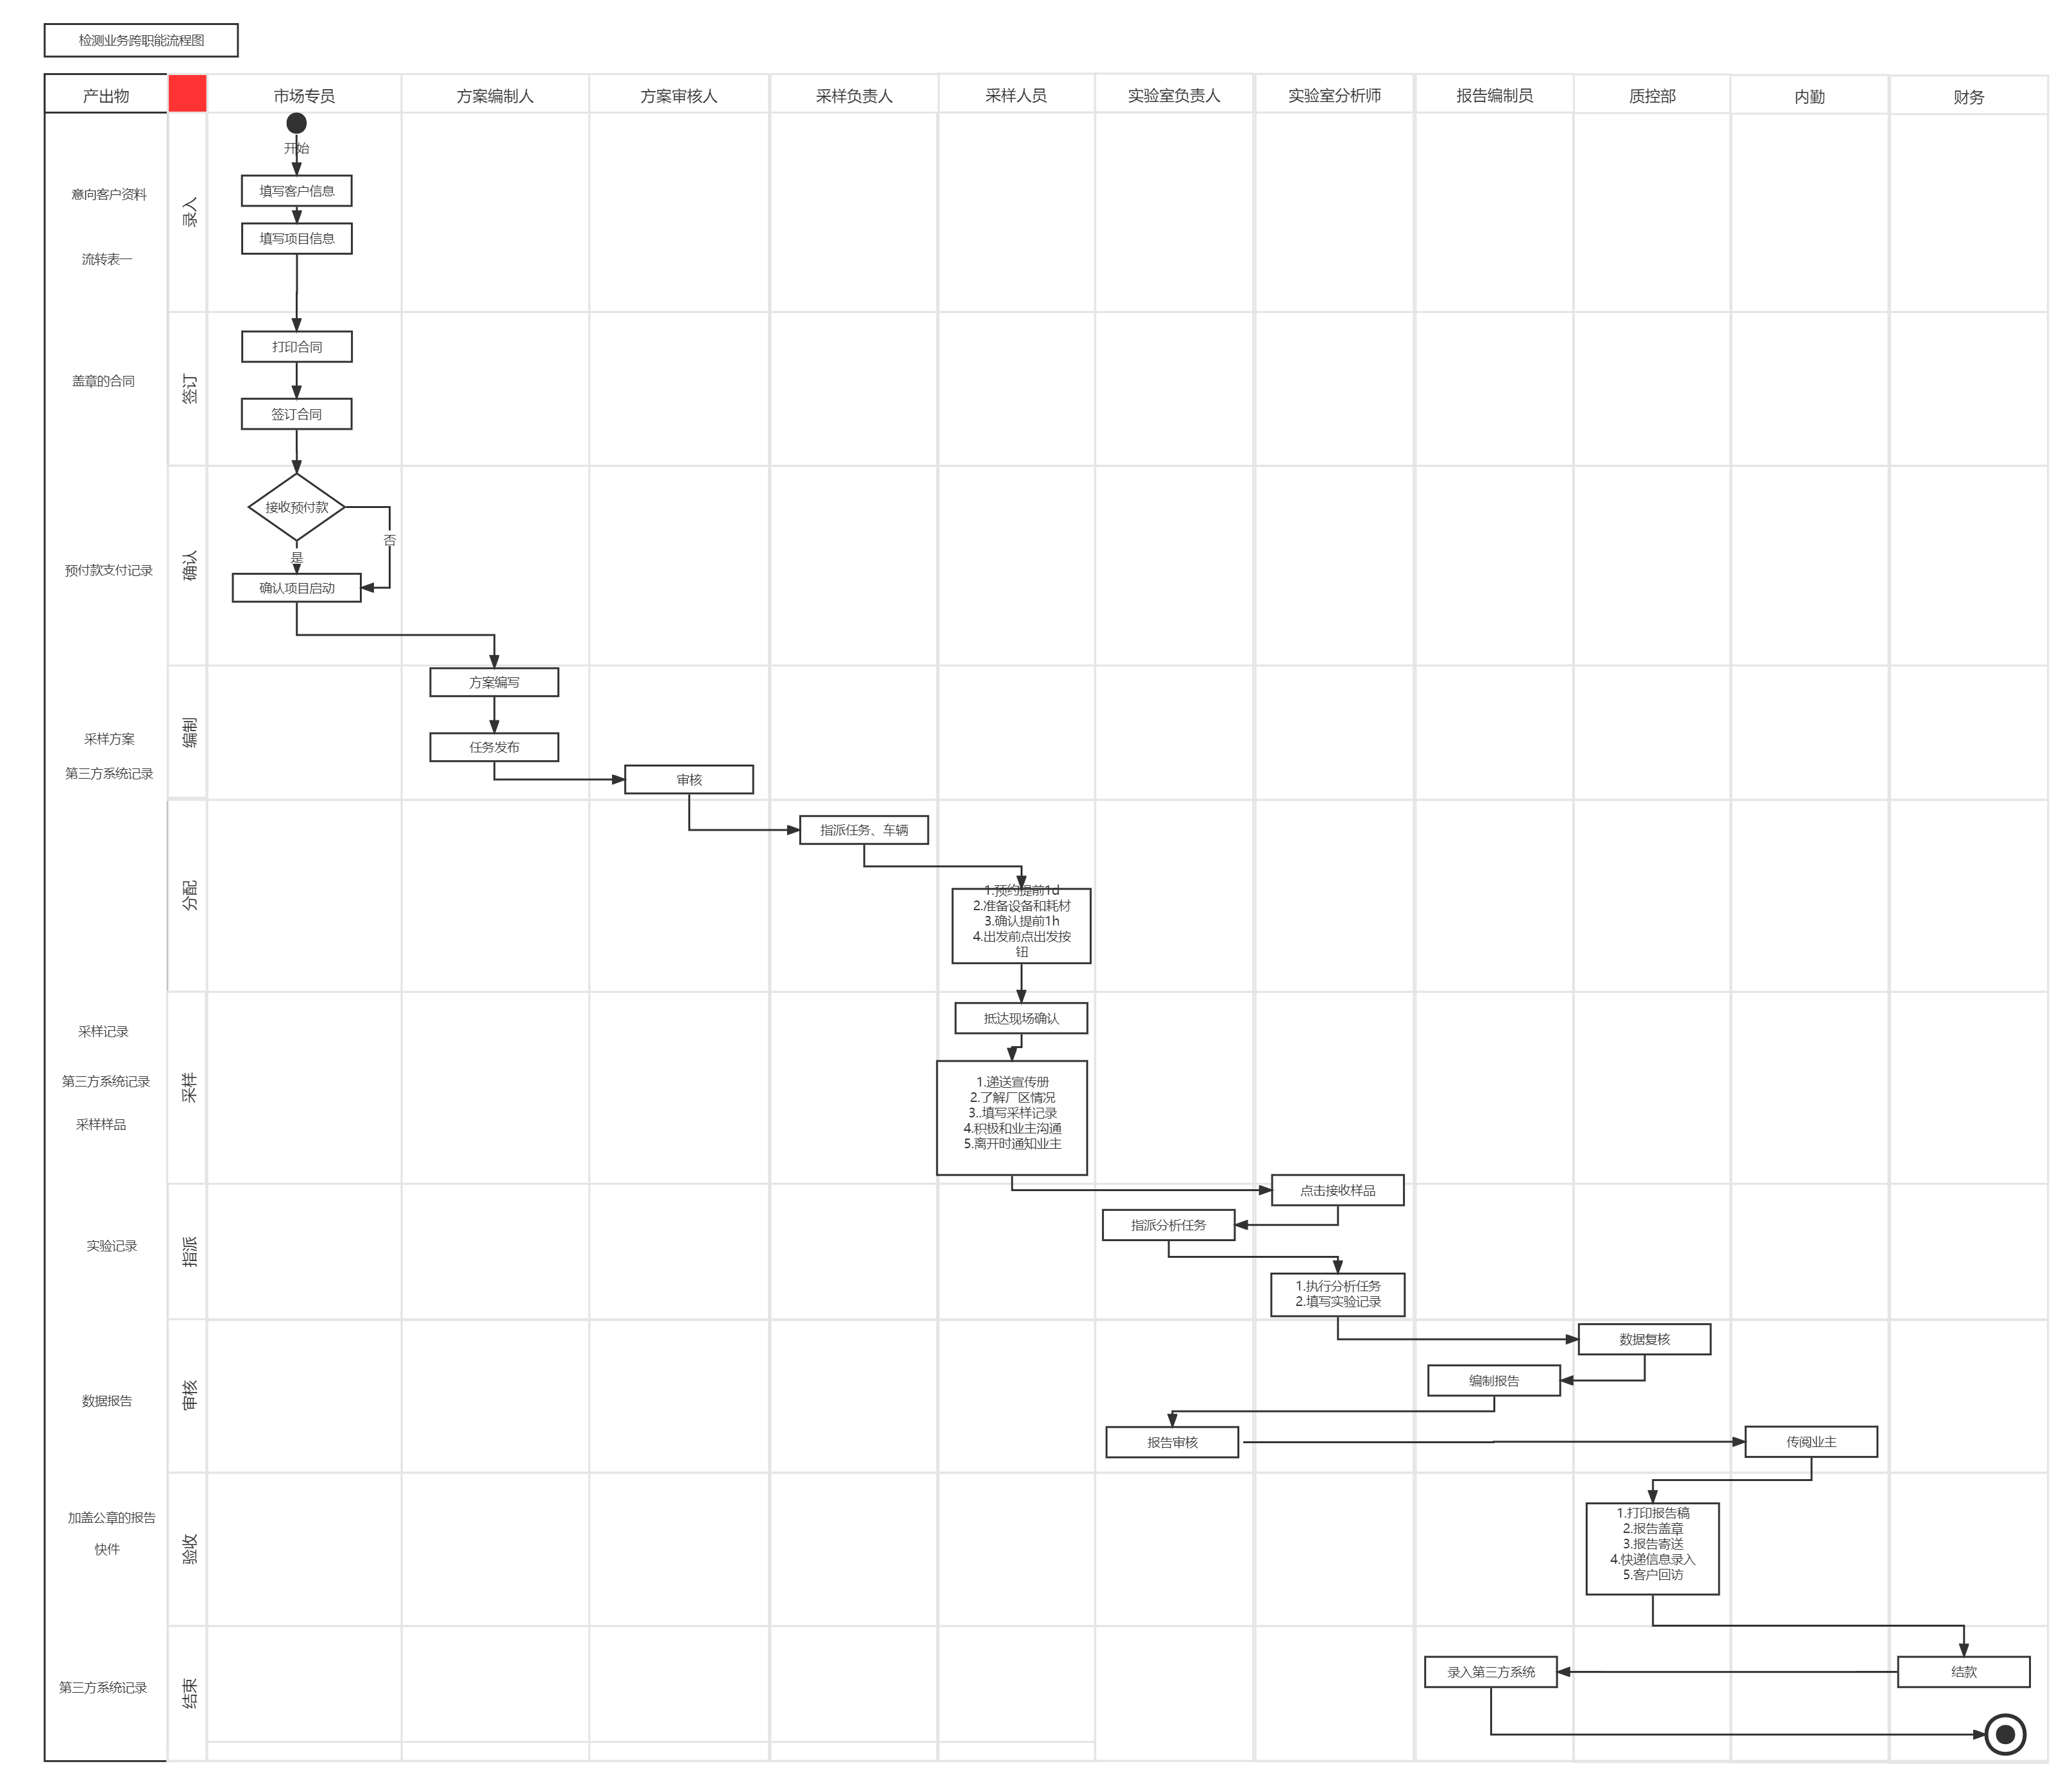 检测业务跨职能流程图
产出物
市场专员
方案编制人
方案审核人
采样负责人
采样人员
实验室负责人
实验室分析师
报告编制员
质控部
内勤
财务
开始
意向客户资料
录入
填写客户信息
填写项目信息
流转表一
打印合同
盖章的合同
签订
签订合同
接收预付款
否
是
预付款支付记录
确认
确认项目启动
方案编写
采样方案
编制
任务发布
第三方系统记录
审核
指派任务、车辆
分配
1.预约提前1d
2.准备设备和耗材
3.确认提前1h
4.出发前点出发按
钮
抵达现场确认
采样记录
第三方系统记录
采样
采样样品
1.递送宣传册
2.了解厂区情况
3..填写采样记录
4.积极和业主沟通
5.离开时通知业主
点击接收样品
指派分析任务
实验记录
指派
1.执行分析任务
2.填写实验记录
数据复核
编制报告
数据报告
审核
报告审核
传阅业主
加盖公章的报告
快件
验收
1.打印报告稿
2.报告盖章
3.报告寄送
4.快递信息录入
5.客户回访
第三方系统记录
结束
录入第三方系统
结款